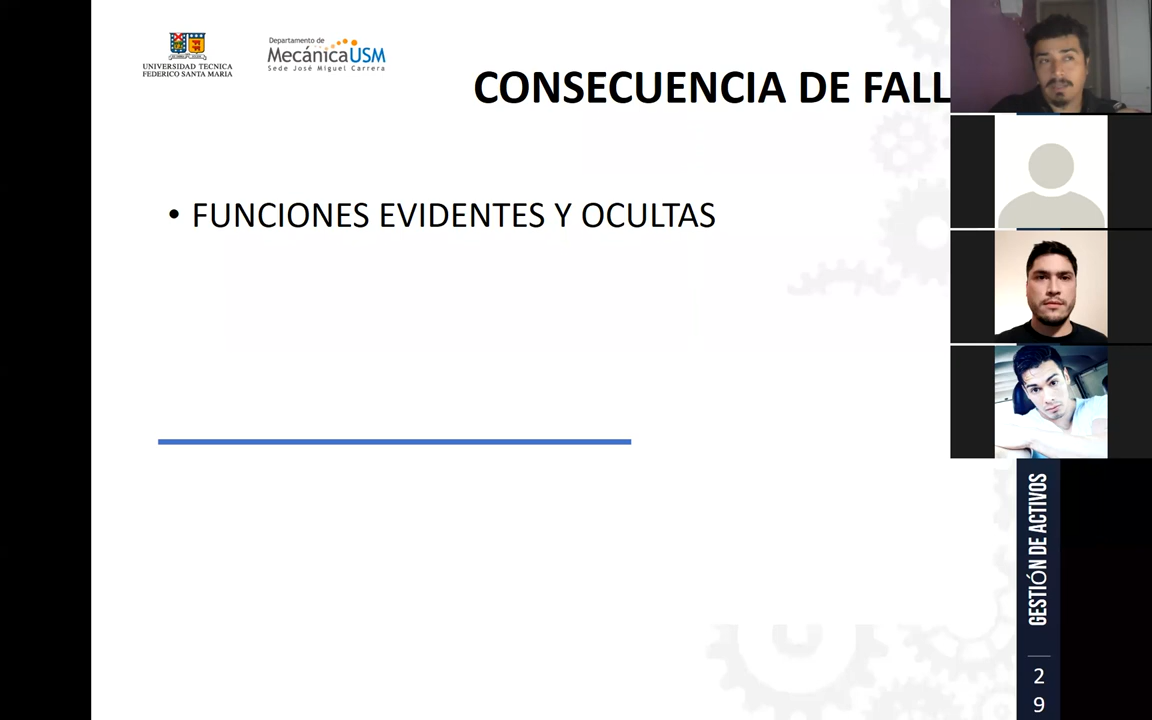 UNIVERSIDAD TECNICA
FEDERICO SANTA MARIA
Departamento de
MecánicaUSM
Sede José Miguel Carrera
CONSECUENCIA DE FALL
• FUNCIONES EVIDENTES Y OCULTAS
GESTIÓN DE ACTIVOS
2
9